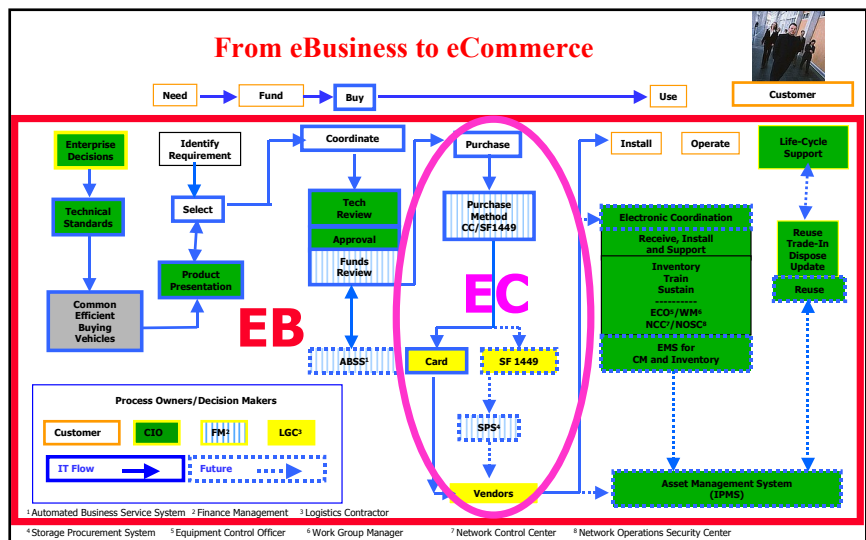 From eBusiness to eCommerce
Need
Fund
Buy
Use
Customer
Enterprise
Decisions
Identify
Requirement
Coordinate
Purchase
Install
Operate
Life-Cycle
Support
Technical
Standards
Select
Tech
Review
Approval
Funds
Review
Purchase
Method
CC/SF1449
Electronic Coordination
Receive, Install
and Support
Inventory
Train
Sustain
----------
ECO⁵/WM⁶
NCC⁷/NOSC⁸
EMS for
CM and Inventory
Reuse
Trade-In
Dispose
Update
Reuse
Product
Presentation
Common
Efficient
Buying
Vehicles
EB
EC
ABSS¹
Card
SF 1449
SPS⁴
Vendors
Asset Management System
(IPMS)
Process Owners/Decision Makers
Customer
CIO
FM²
LGC³
IT Flow
Future
¹ Automated Business Service System ² Finance Management ³ Logistics Contractor
⁴ Storage Procurement System ⁵ Equipment Control Officer ⁶ Work Group Manager ⁷ Network Control Center ⁸ Network Operations Security Center